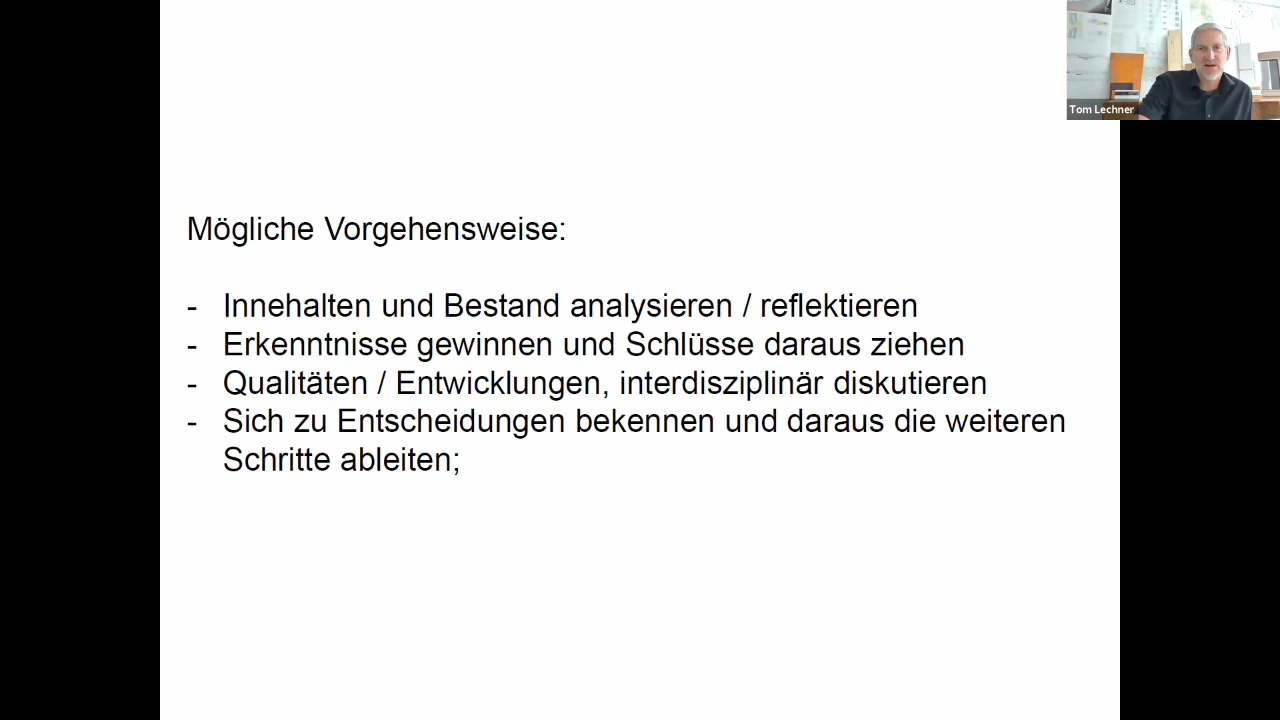 Tom Lechner
Mögliche Vorgehensweise:
- Innehalten und Bestand analysieren / reflektieren
- Erkenntnisse gewinnen und Schlüsse daraus ziehen
- Qualitäten / Entwicklungen, interdisziplinär diskutieren
- Sich zu Entscheidungen bekennen und daraus die weiteren
Schritte ableiten;